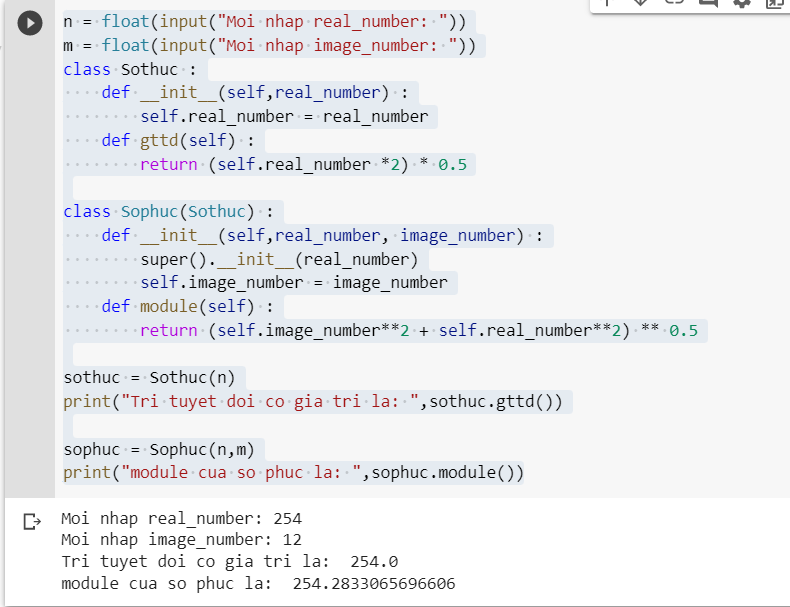 n = float(input("Moi nhap real_number: "))
m = float(input("Moi nhap image_number: "))
class Sothuc :
    def __init__(self,real_number) :
        self.real_number = real_number
    def gttd(self) :
        return (self.real_number *2) * 0.5
class Sophuc(Sothuc) :
    def __init__(self,real_number, image_number) :
        super().__init__(real_number)
        self.image_number = image_number
    def module(self) :
        return (self.image_number**2 + self.real_number**2) ** 0.5
sothuc = Sothuc(n)
print("Tri tuyet doi co gia tri la: ",sothuc.gttd())
sophuc = Sophuc(n,m)
print("module cua so phuc la: ",sophuc.module())
Moi nhap real_number: 254
Moi nhap image_number: 12
Tri tuyet doi co gia tri la:  254.0
module cua so phuc la:  254.2833065696606